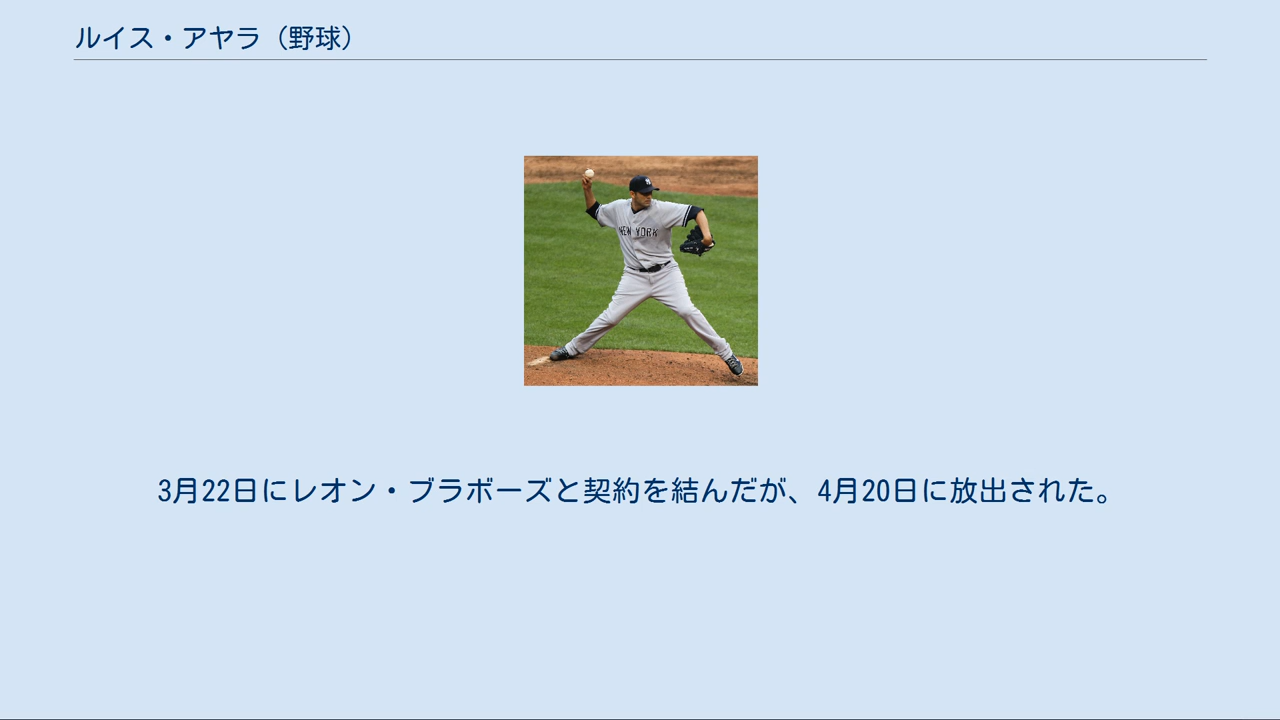 ルイス・アヤラ（野球）
NEW YORK
3月22日にレオン・ブラボーズと契約を結んだが、4月20日に放出された。